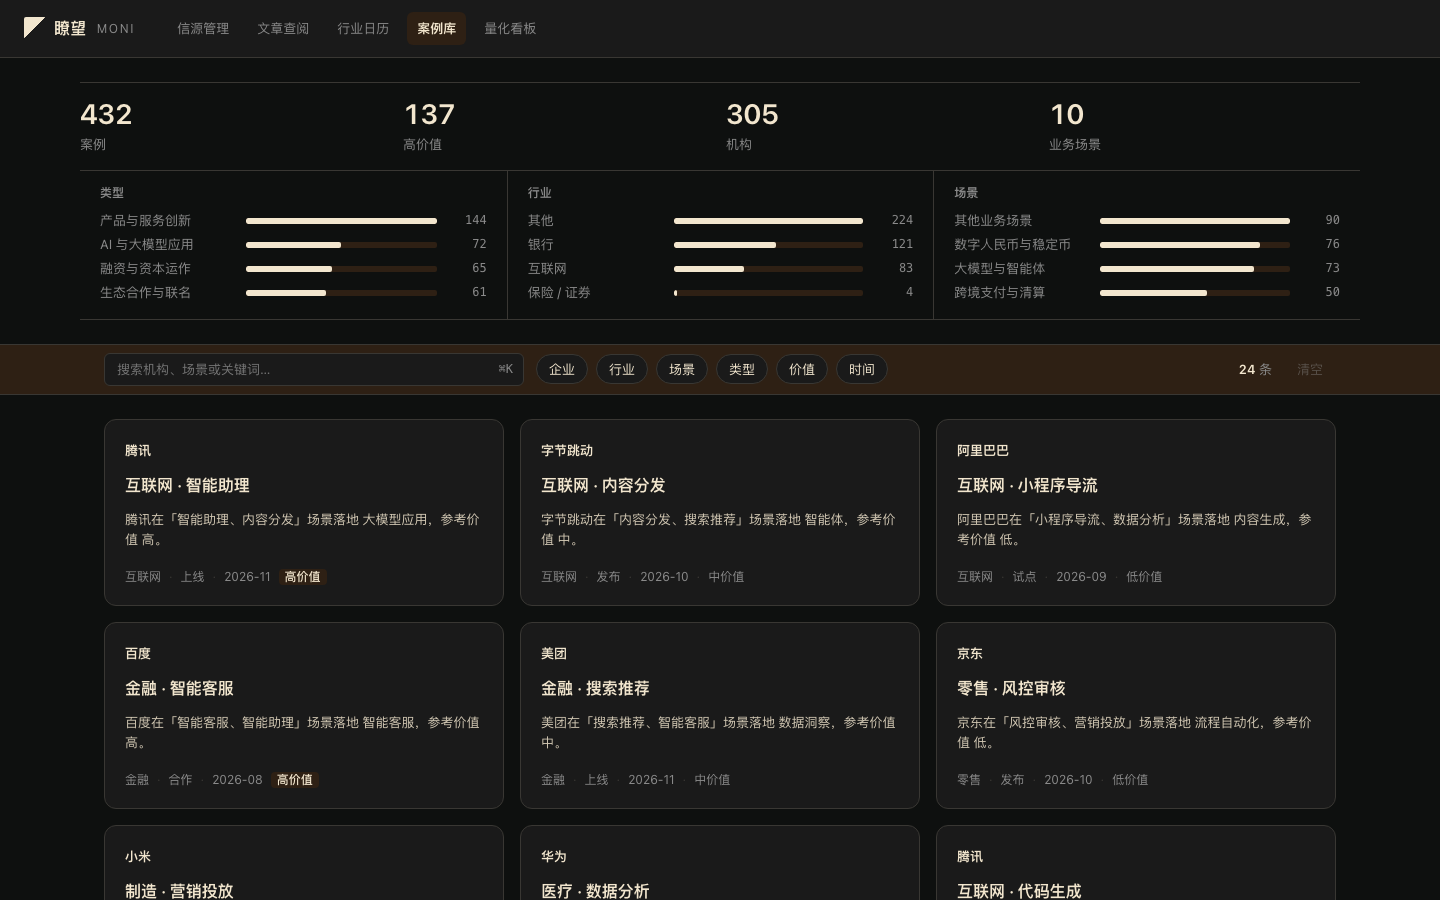 瞭望 MONI 信源管理 文章查阅 行业日历 案例库 量化看板
432 137 305 10
案例 高价值 机构 业务场景
类型
产品与服务创新 144
AI 与大模型应用 72
融资与资本运作 65
生态合作与联名 61
行业
其他 224
银行 121
互联网 83
保险 / 证券 4
场景
其他业务场景 90
数字人民币与稳定币 76
大模型与智能体 73
跨境支付与清算 50
搜索机构、场景或关键词... ⌘K 企业 行业 场景 类型 价值 时间 24 条 清空
腾讯
互联网 · 智能助理
腾讯在「智能助理、内容分发」场景落地 大模型应用，参考价
值 高。
互联网 · 上线 · 2026-11 高价值
字节跳动
互联网 · 内容分发
字节跳动在「内容分发、搜索推荐」场景落地 智能体，参考价
值 中。
互联网 · 发布 · 2026-10 · 中价值
阿里巴巴
互联网 · 小程序导流
阿里巴巴在「小程序导流、数据分析」场景落地 内容生成，参
考价值 低。
互联网 · 试点 · 2026-09 · 低价值
百度
金融 · 智能客服
百度在「智能客服、智能助理」场景落地 智能客服，参考价值
高。
金融 · 合作 · 2026-08 高价值
美团
金融 · 搜索推荐
美团在「搜索推荐、智能客服」场景落地 数据洞察，参考价值
中。
金融 · 上线 · 2026-11 · 中价值
京东
零售 · 风控审核
京东在「风控审核、营销投放」场景落地 流程自动化，参考价
值 低。
零售 · 发布 · 2026-10 · 低价值
小米
制造 · 营销投放
华为
医疗 · 数据分析
腾讯
互联网 · 代码生成